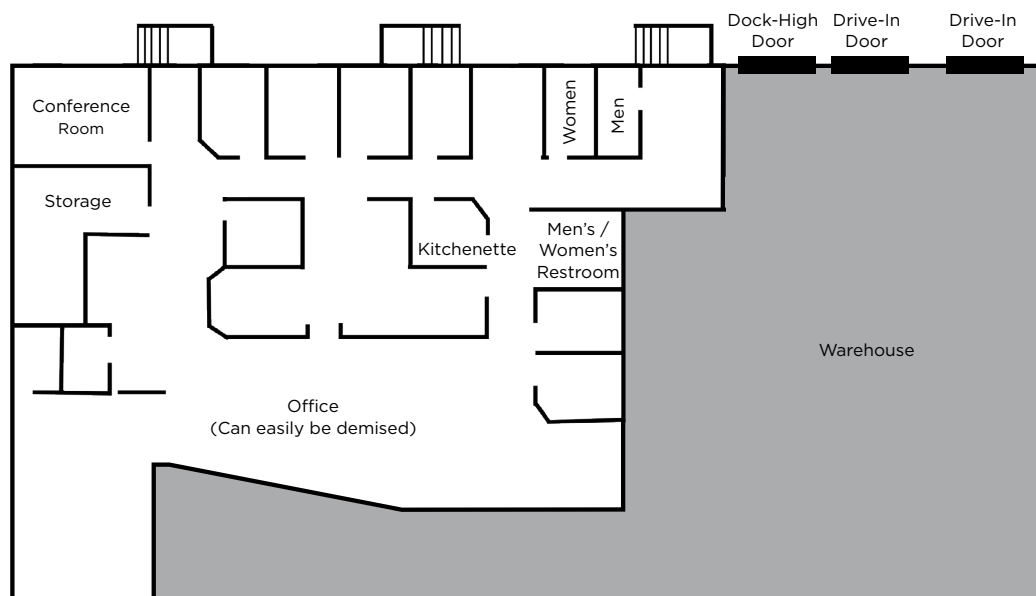 Dock-High
Door
Drive-In
Door
Drive-In
Door
Conference
Room
Women
Men
Storage
Kitchenette
Men’s /
Women’s
Restroom
Warehouse
Office
(Can easily be demised)